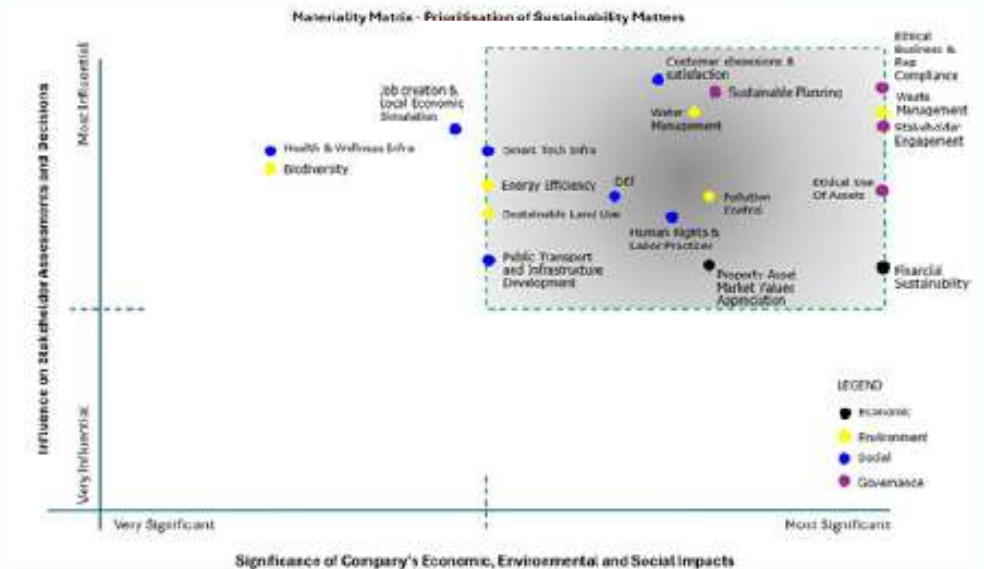 Materiality Matrix - Prioritisation of Sustainability Matters
Influence on Stakeholder Assessments and Decisions
Most Influential
Very Influential
Job creation &
Local Economic
Simulation
Health & Wellness Infra
Biodiversity
Customer
satisfaction
Sustainable Planning
Water
Management
Ethical
Business &
Reg
Compliance
Waste
Management
Stakeholder
Engagement
Smart Tech Infra
Energy Efficiency
DEI
Sustainable Land Use
Pollution
Control
Ethical Use
Of Assets
Human Rights &
Labor Practices
Public Transport
and Infrastructure
Development
Property Asset
Market Values
Appreciation
Financial
Sustainability
LEGEND
Economic
Environment
Social
Governance
Very Significant
Most Significant
Significance of Company's Economic, Environmental and Social Impacts